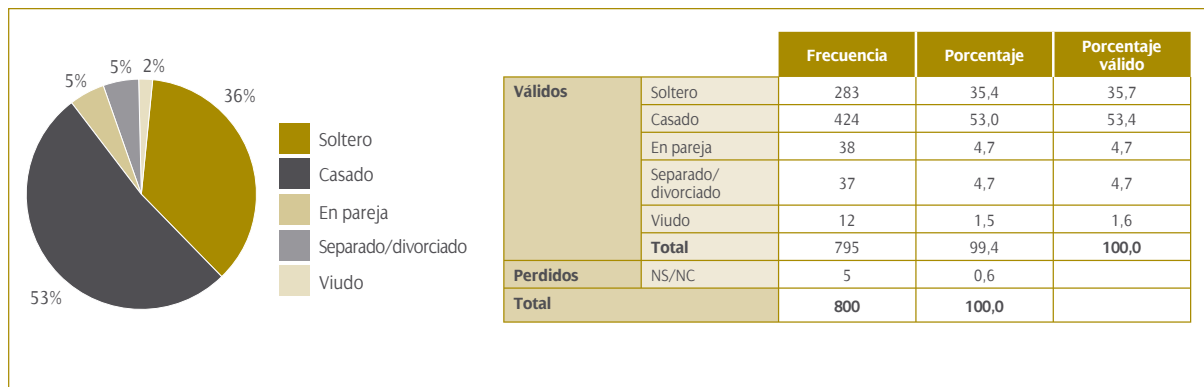 5%
5%
2%
36%
53%
Soltero
Casado
En pareja
Separado/divorciado
Viudo
Frecuencia Porcentaje Porcentaje
válido
Válidos Soltero 283 35,4 35,7
Casado 424 53,0 53,4
En pareja 38 4,7 4,7
Separado/
divorciado 37 4,7 4,7
Viudo 12 1,5 1,6
Total 795 99,4 100,0
Perdidos NS/NC 5 0,6
Total 800 100,0